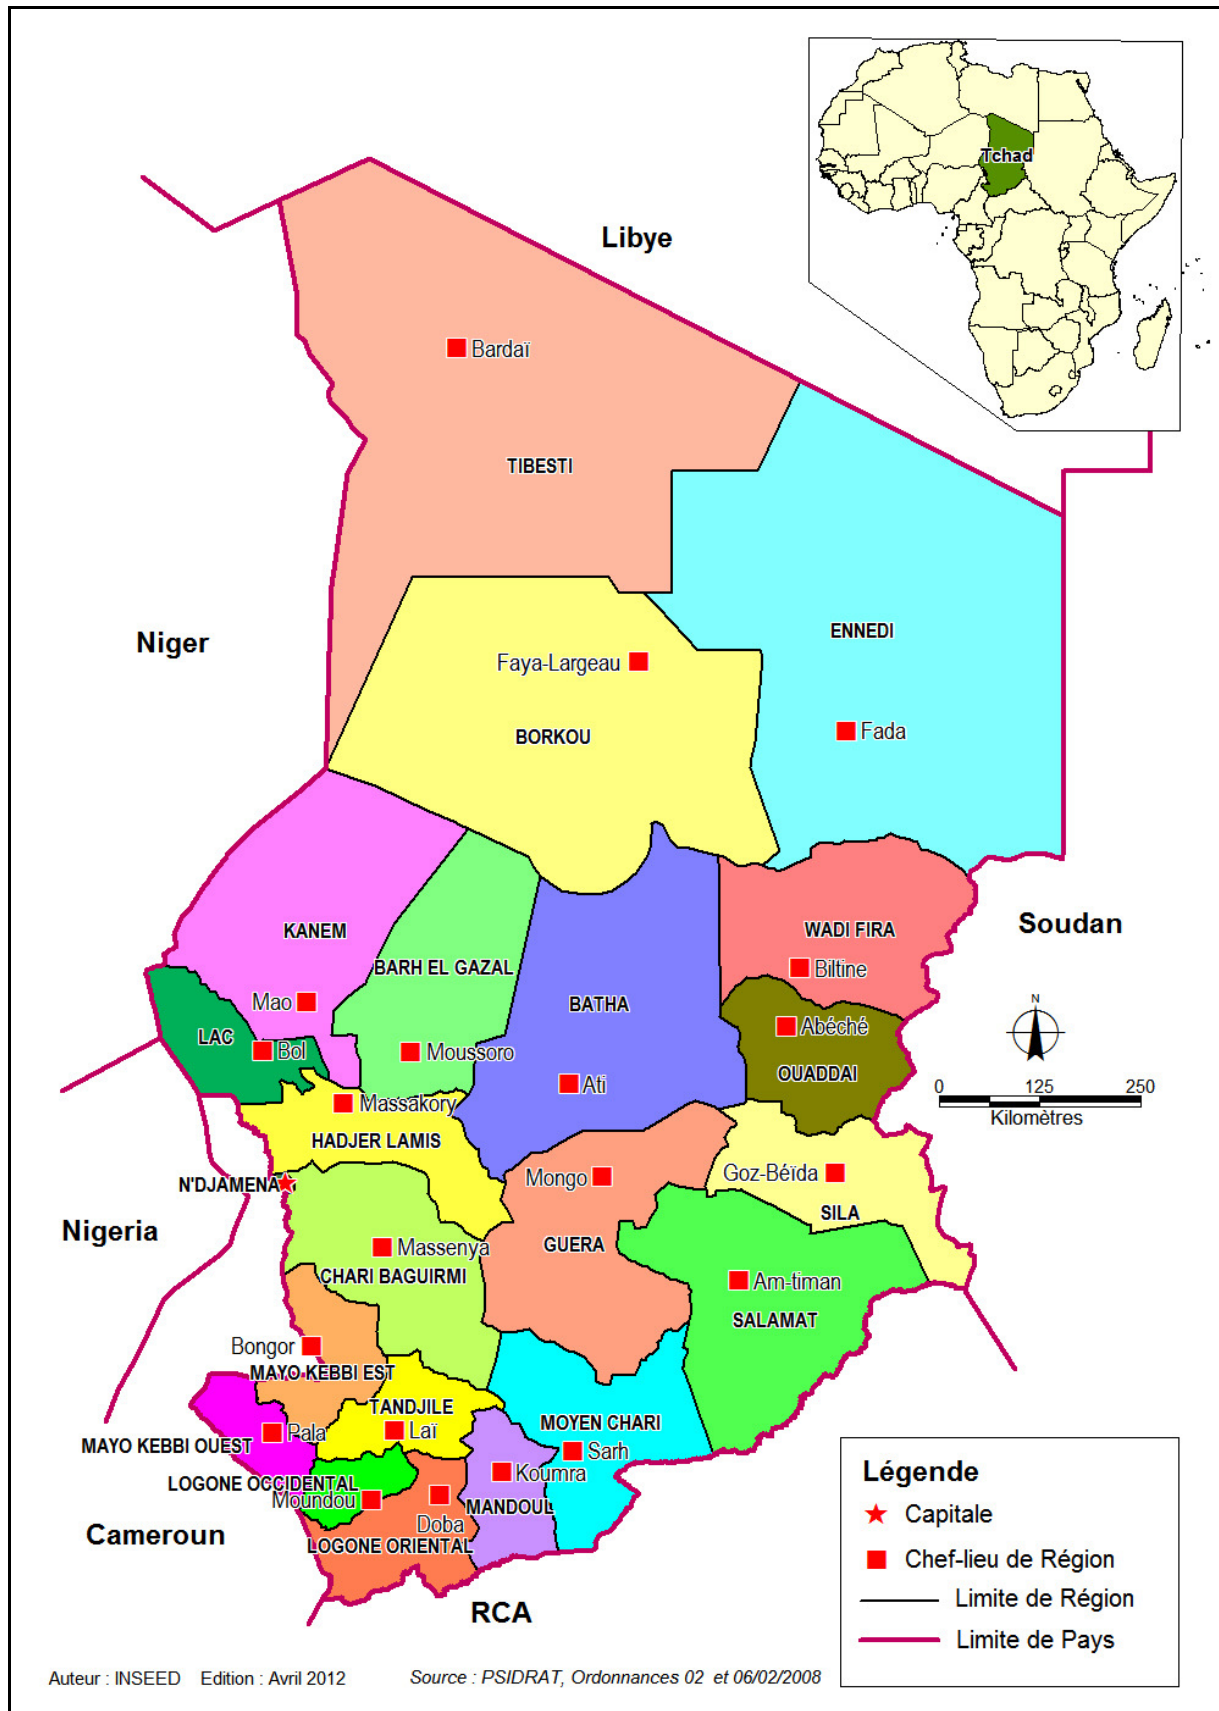 Tchad
Libye
Bardaï
TIBESTI
Niger
ENNEDI
Faya-Largeau
BORKOU
Fada
KANEM
WADI FIRA
Soudan
BARH EL GAZAL
Biltine
Mao
BATHA
N
LAC
Bol
Moussoro
Abéché
OUADDAI
Ati
0 125 250
Kilomètres
Massakory
HADJER LAMIS
N'DJAMENA
Mongo
Goz-Béïda
SILA
Nigeria
Massenya
GUERA
CHARI BAGUIRMI
Am-timan
SALAMAT
Bongor
MAYO KEBBI EST
TANDJILE
Laï
MOYEN CHARI
Pala
MAYO KEBBI OUEST
Sarh
Koumra
LOGONE OCCIDENTAL
Moundou
MANDOUL
Doba
Cameroun
LOGONE ORIENTAL
RCA
Légende
Capitale
Chef-lieu de Région
Limite de Région
Limite de Pays
Auteur : INSEED Edition : Avril 2012 Source : PSIDRAT, Ordonnances 02 et 06/02/2008